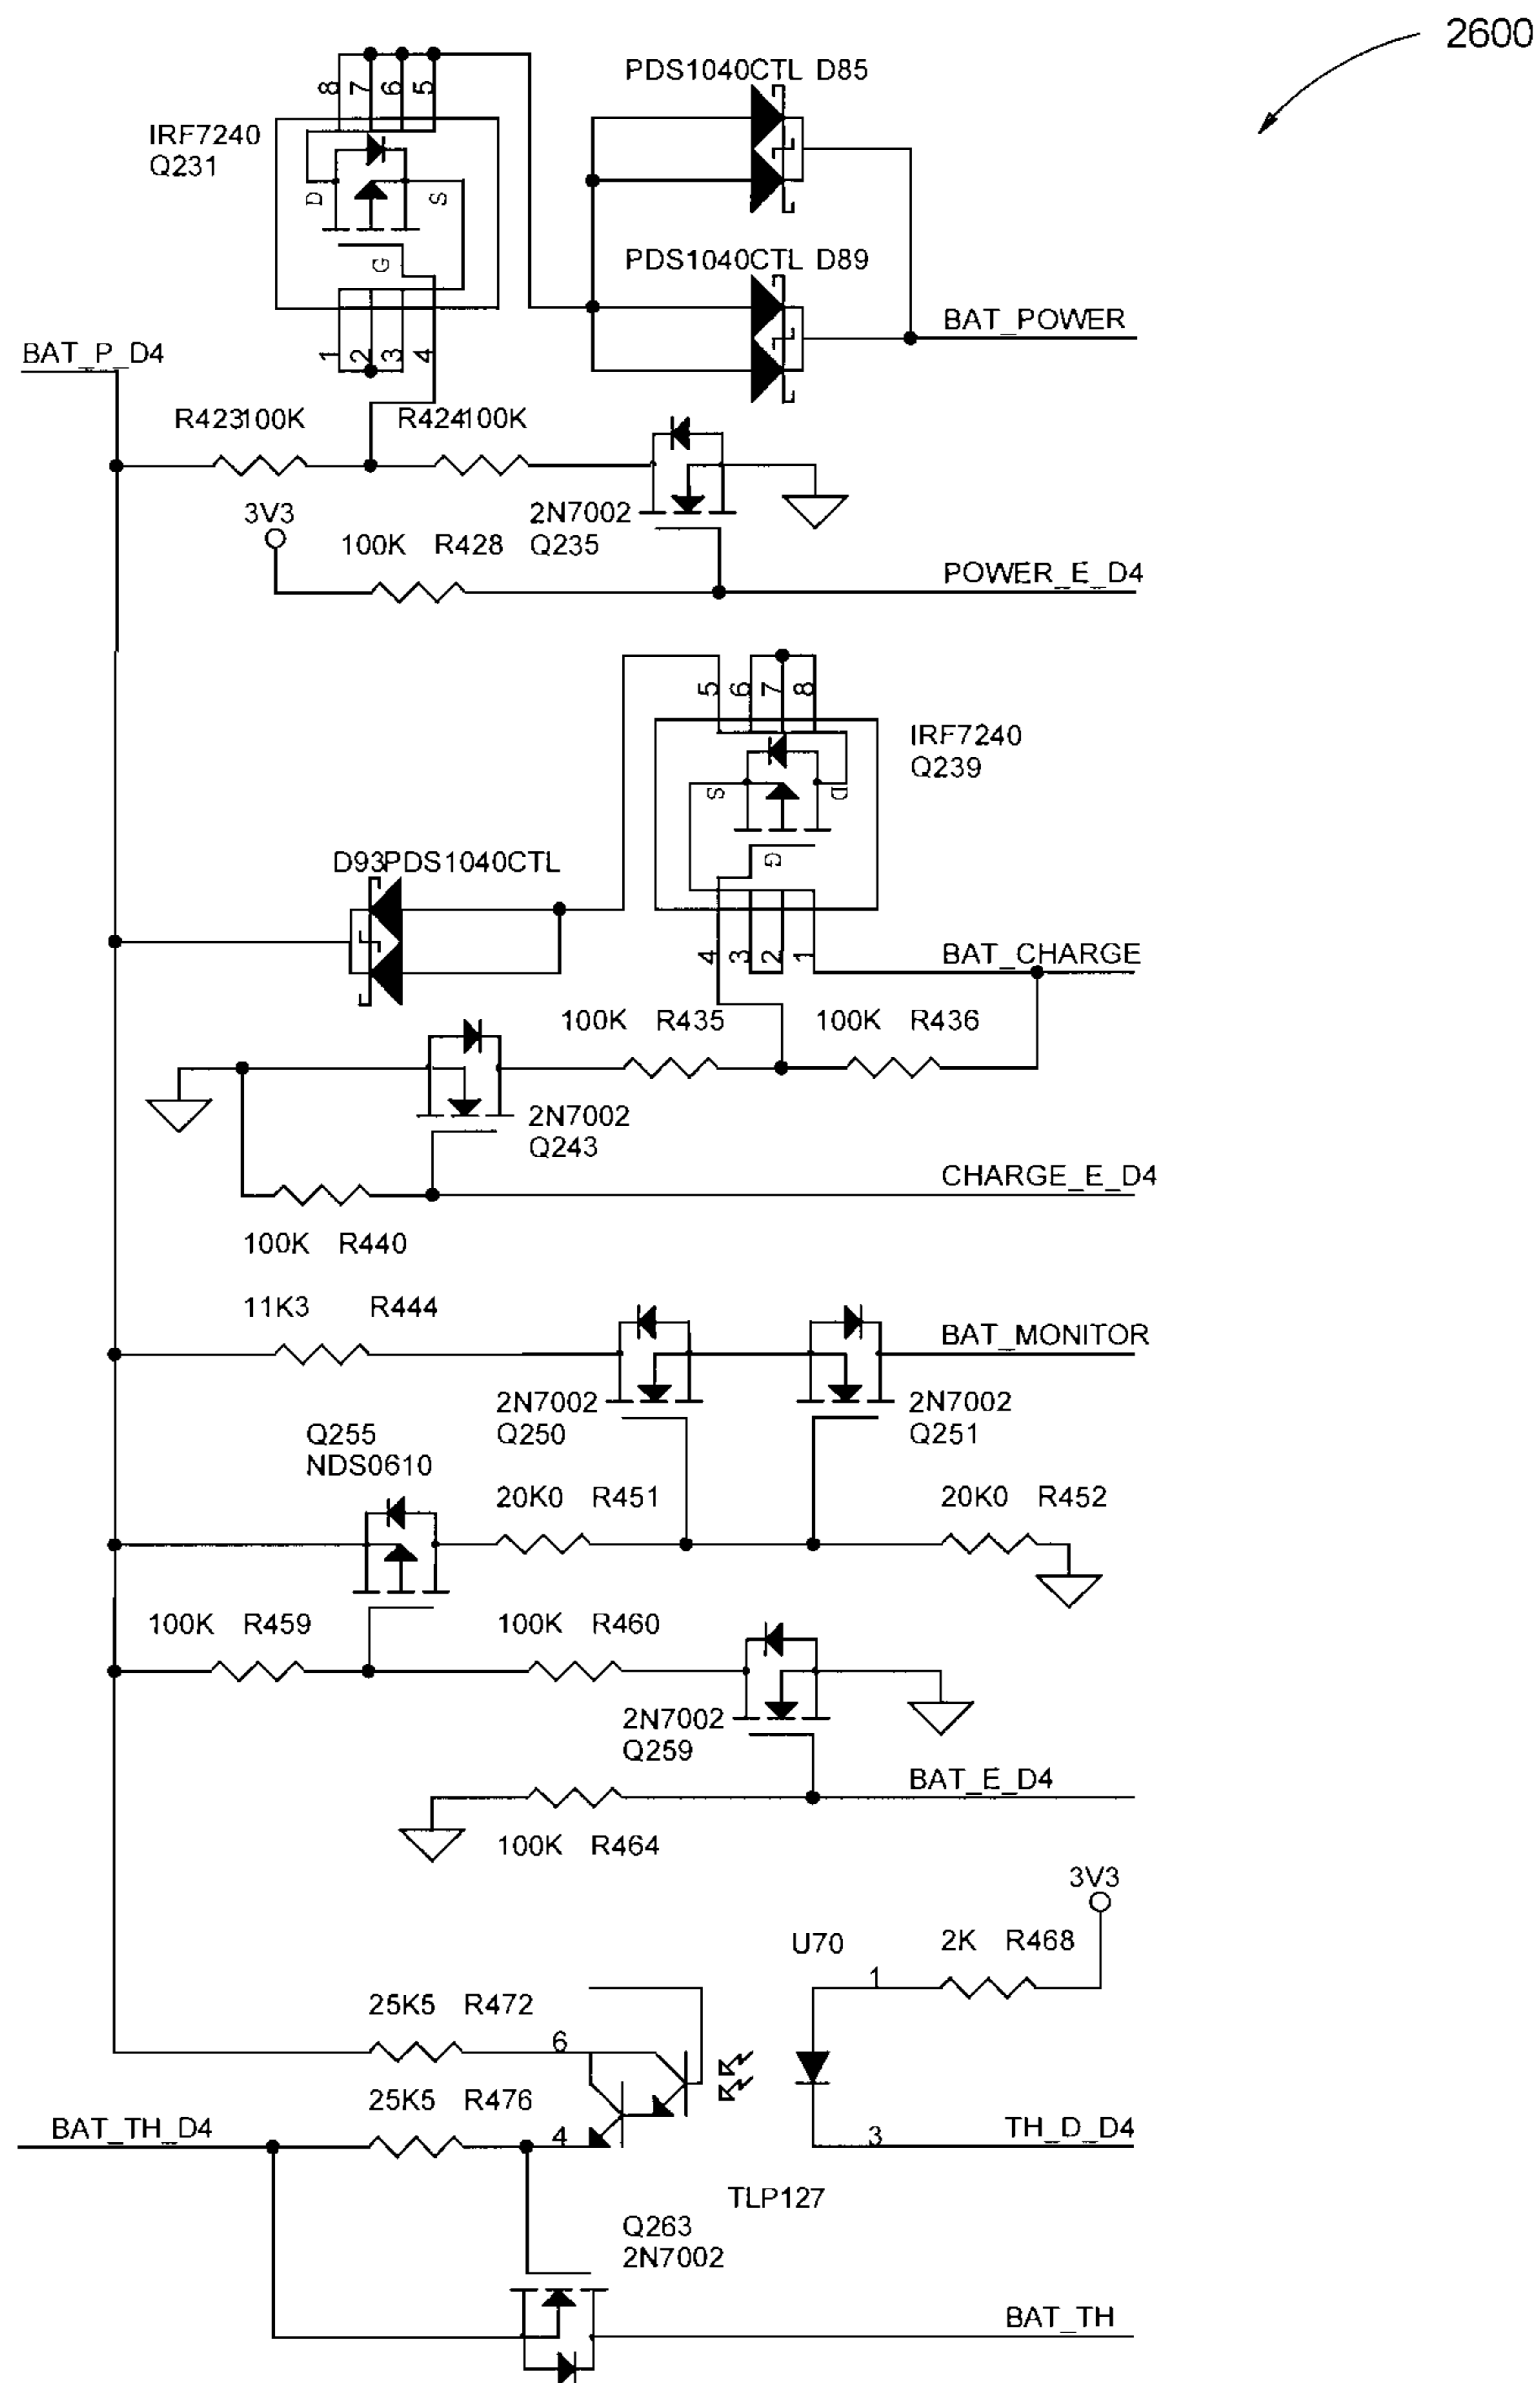 2600
PDS1040CTL D85
8 7 6 5
IRF7240
Q231
D
S
G
PDS1040CTL D89
BAT_POWER
BAT_P_D4
1 2 3 4
R423100K
R424100K
3V3
2N7002
Q235
100K R428
POWER_E_D4
5 6 7 8
IRF7240
Q239
S
D
G
D93PDS1040CTL
4 3 2 1
BAT_CHARGE
100K R435
100K R436
2N7002
Q243
CHARGE_E_D4
100K R440
11K3 R444
BAT_MONITOR
2N7002
Q250
2N7002
Q251
Q255
NDS0610
20K0 R451
20K0 R452
100K R459
100K R460
2N7002
Q259
BAT_E_D4
100K R464
3V3
U70
2K R468
1
25K5 R472
6
25K5 R476
BAT_TH_D4
4
3
TH_D_D4
TLP127
Q263
2N7002
BAT_TH